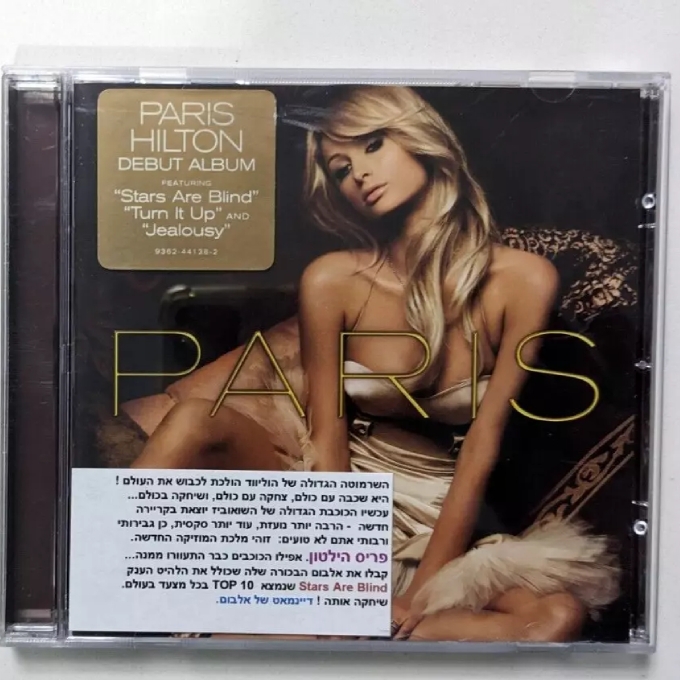 PARIS
HILTON
DEBUT ALBUM
FEATURING
"Stars Are Blind"
"Turn It Up" AND
"Jealousy"
9362-44138-2
PARIS
השרמוטה הגדולה של הוליווד הולכת לכבוש את העולם !
היא שכבה עם כולם, צחקה עם כולם, ושיחקה בכולם...
עכשיו הכוכבת הגדולה של השואוביז יוצאת בקריירה
חדשה - הרבה יותר נועזת, עוד יותר סקסית, כן גבירותי
ורבותי אתם לא טועים: זוהי מלכת המוזיקה החדשה.
פריס הילטון. אפילו הכוכבים כבר התעוורו ממנה...
קבלו את אלבום הבכורה שלה שכולל את הלהיט הענק
Stars Are Blind שנמצא TOP 10 בכל מצעד בעולם.
שיחקה אותה ! דיינמאט של אלבום.